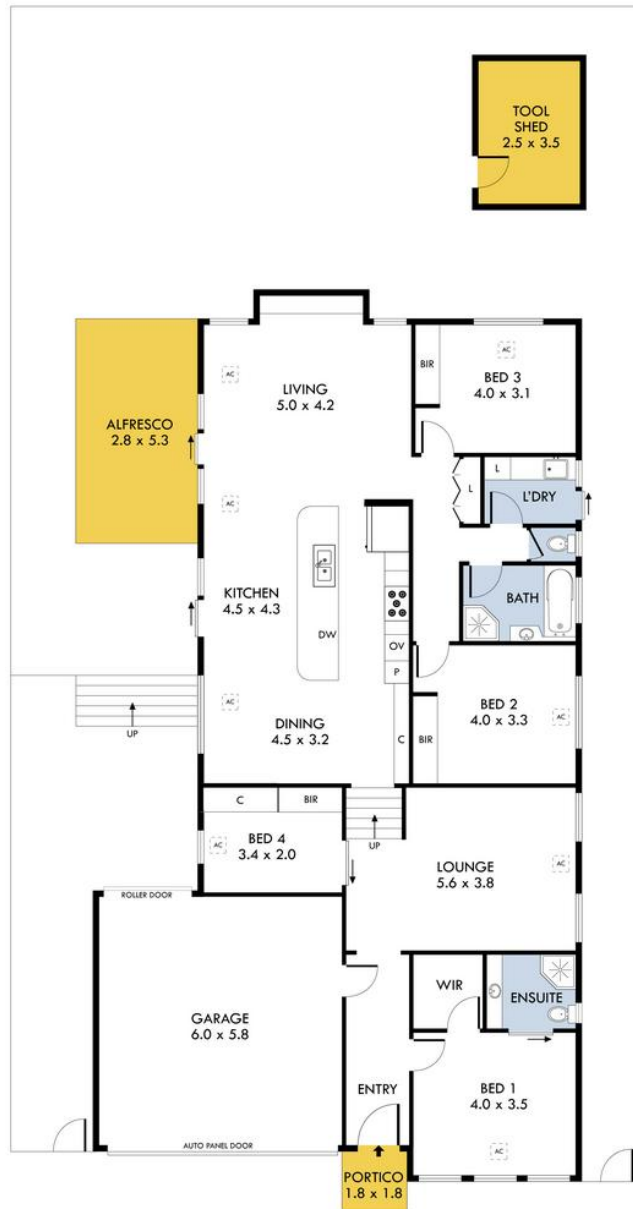 TOOL
SHED
2.5 x 3.5
AC
BIR
BED 3
4.0 x 3.1
AC
LIVING
5.0 x 4.2
ALFRESCO
2.8 x 5.3
L
L
L'DRY
AC
KITCHEN
4.5 x 4.3
BATH
DW
OV
P
AC
DINING
4.5 x 3.2
C
BIR
BED 2
4.0 x 3.3
AC
UP
C
BIR
BED 4
3.4 x 2.0
AC
UP
LOUNGE
5.6 x 3.8
AC
ROLLER DOOR
GARAGE
6.0 x 5.8
WIR
ENSUITE
ENTRY
BED 1
4.0 x 3.5
AC
AUTO PANEL DOOR
PORTICO
1.8 x 1.8